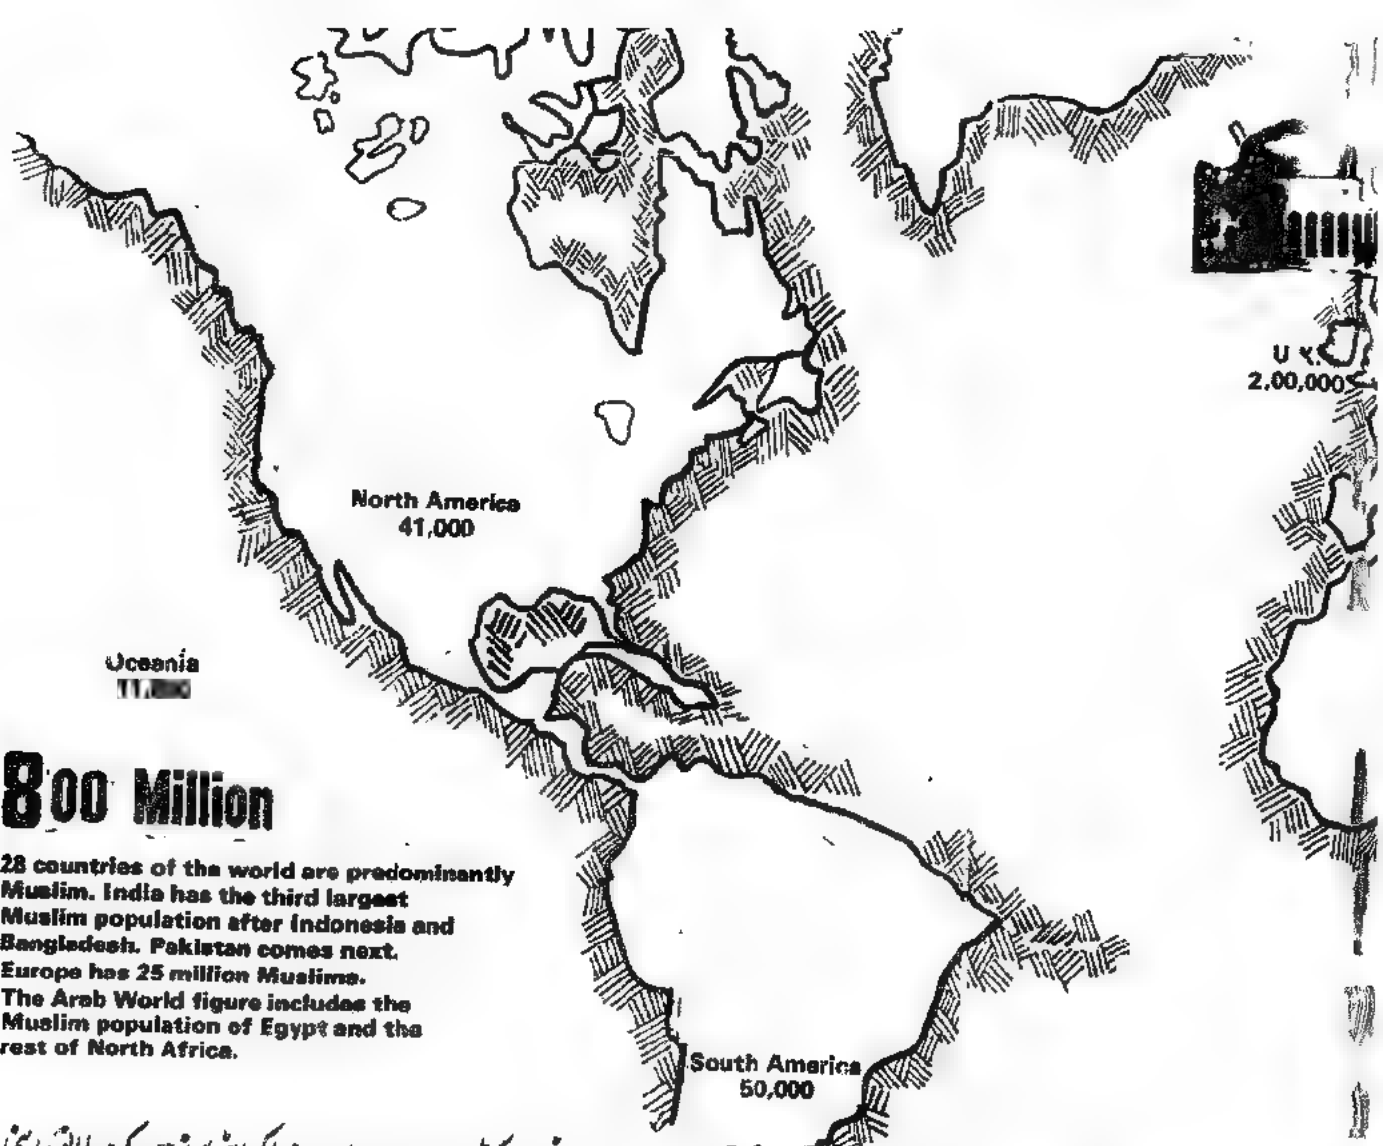 U.K.
2,00,000
North America
41,000
Oceania
800 Million
28 countries of the world are predominantly
Muslim. India has the third largest
Muslim population after Indonesia and
Bangladesh. Pakistan comes next.
Europe has 25 million Muslims.
The Arab World figure includes the
Muslim population of Egypt and the
rest of North Africa.
South America
50,000